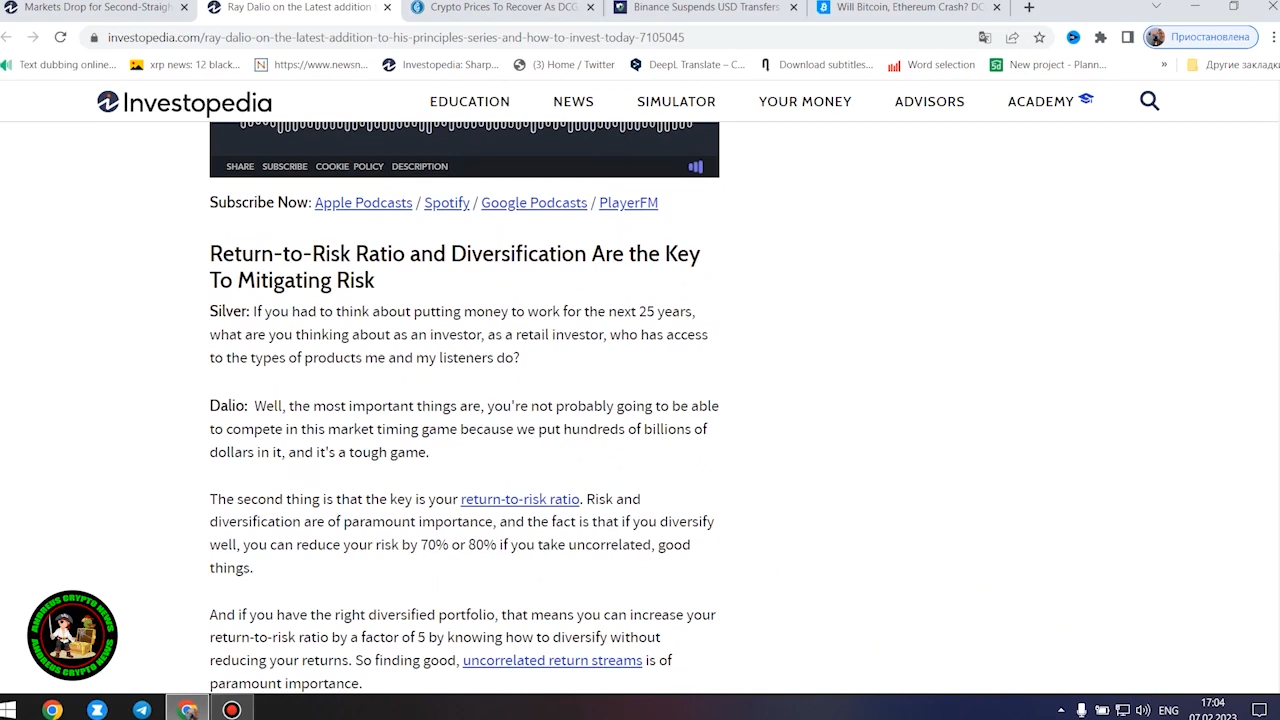 Markets Drop for Second-Straigh
Ray Dalio on the Latest addition
Crypto Prices To Recover As DCG
Binance Suspends USD Transfers
Will Bitcoin, Ethereum Crash? DC
investopedia.com/ray-dalio-on-the-latest-addition-to-his-principles-series-and-how-to-invest-today-7105045
Приостановлена
Text dubbing online...
xrp news: 12 black...
https://www.newsn...
Investopedia: Sharp...
(3) Home / Twitter
DeepL Translate – C...
Download subtitles...
Word selection
New project - Plann...
»
Другие закладки
Investopedia
EDUCATION
NEWS
SIMULATOR
YOUR MONEY
ADVISORS
ACADEMY
SHARE SUBSCRIBE COOKIE POLICY DESCRIPTION
Subscribe Now: Apple Podcasts / Spotify / Google Podcasts / PlayerFM
Return-to-Risk Ratio and Diversification Are the Key
To Mitigating Risk
Silver: If you had to think about putting money to work for the next 25 years,
what are you thinking about as an investor, as a retail investor, who has access
to the types of products me and my listeners do?
Dalio: Well, the most important things are, you're not probably going to be able
to compete in this market timing game because we put hundreds of billions of
dollars in it, and it's a tough game.
The second thing is that the key is your return-to-risk ratio. Risk and
diversification are of paramount importance, and the fact is that if you diversify
well, you can reduce your risk by 70% or 80% if you take uncorrelated, good
things.
And if you have the right diversified portfolio, that means you can increase your
return-to-risk ratio by a factor of 5 by knowing how to diversify without
reducing your returns. So finding good, uncorrelated return streams is of
paramount importance.
ANDREUS CRYPTO NEWS
ANDREUS CRYPTO NEWS
ENG
17:04
07.02.2023